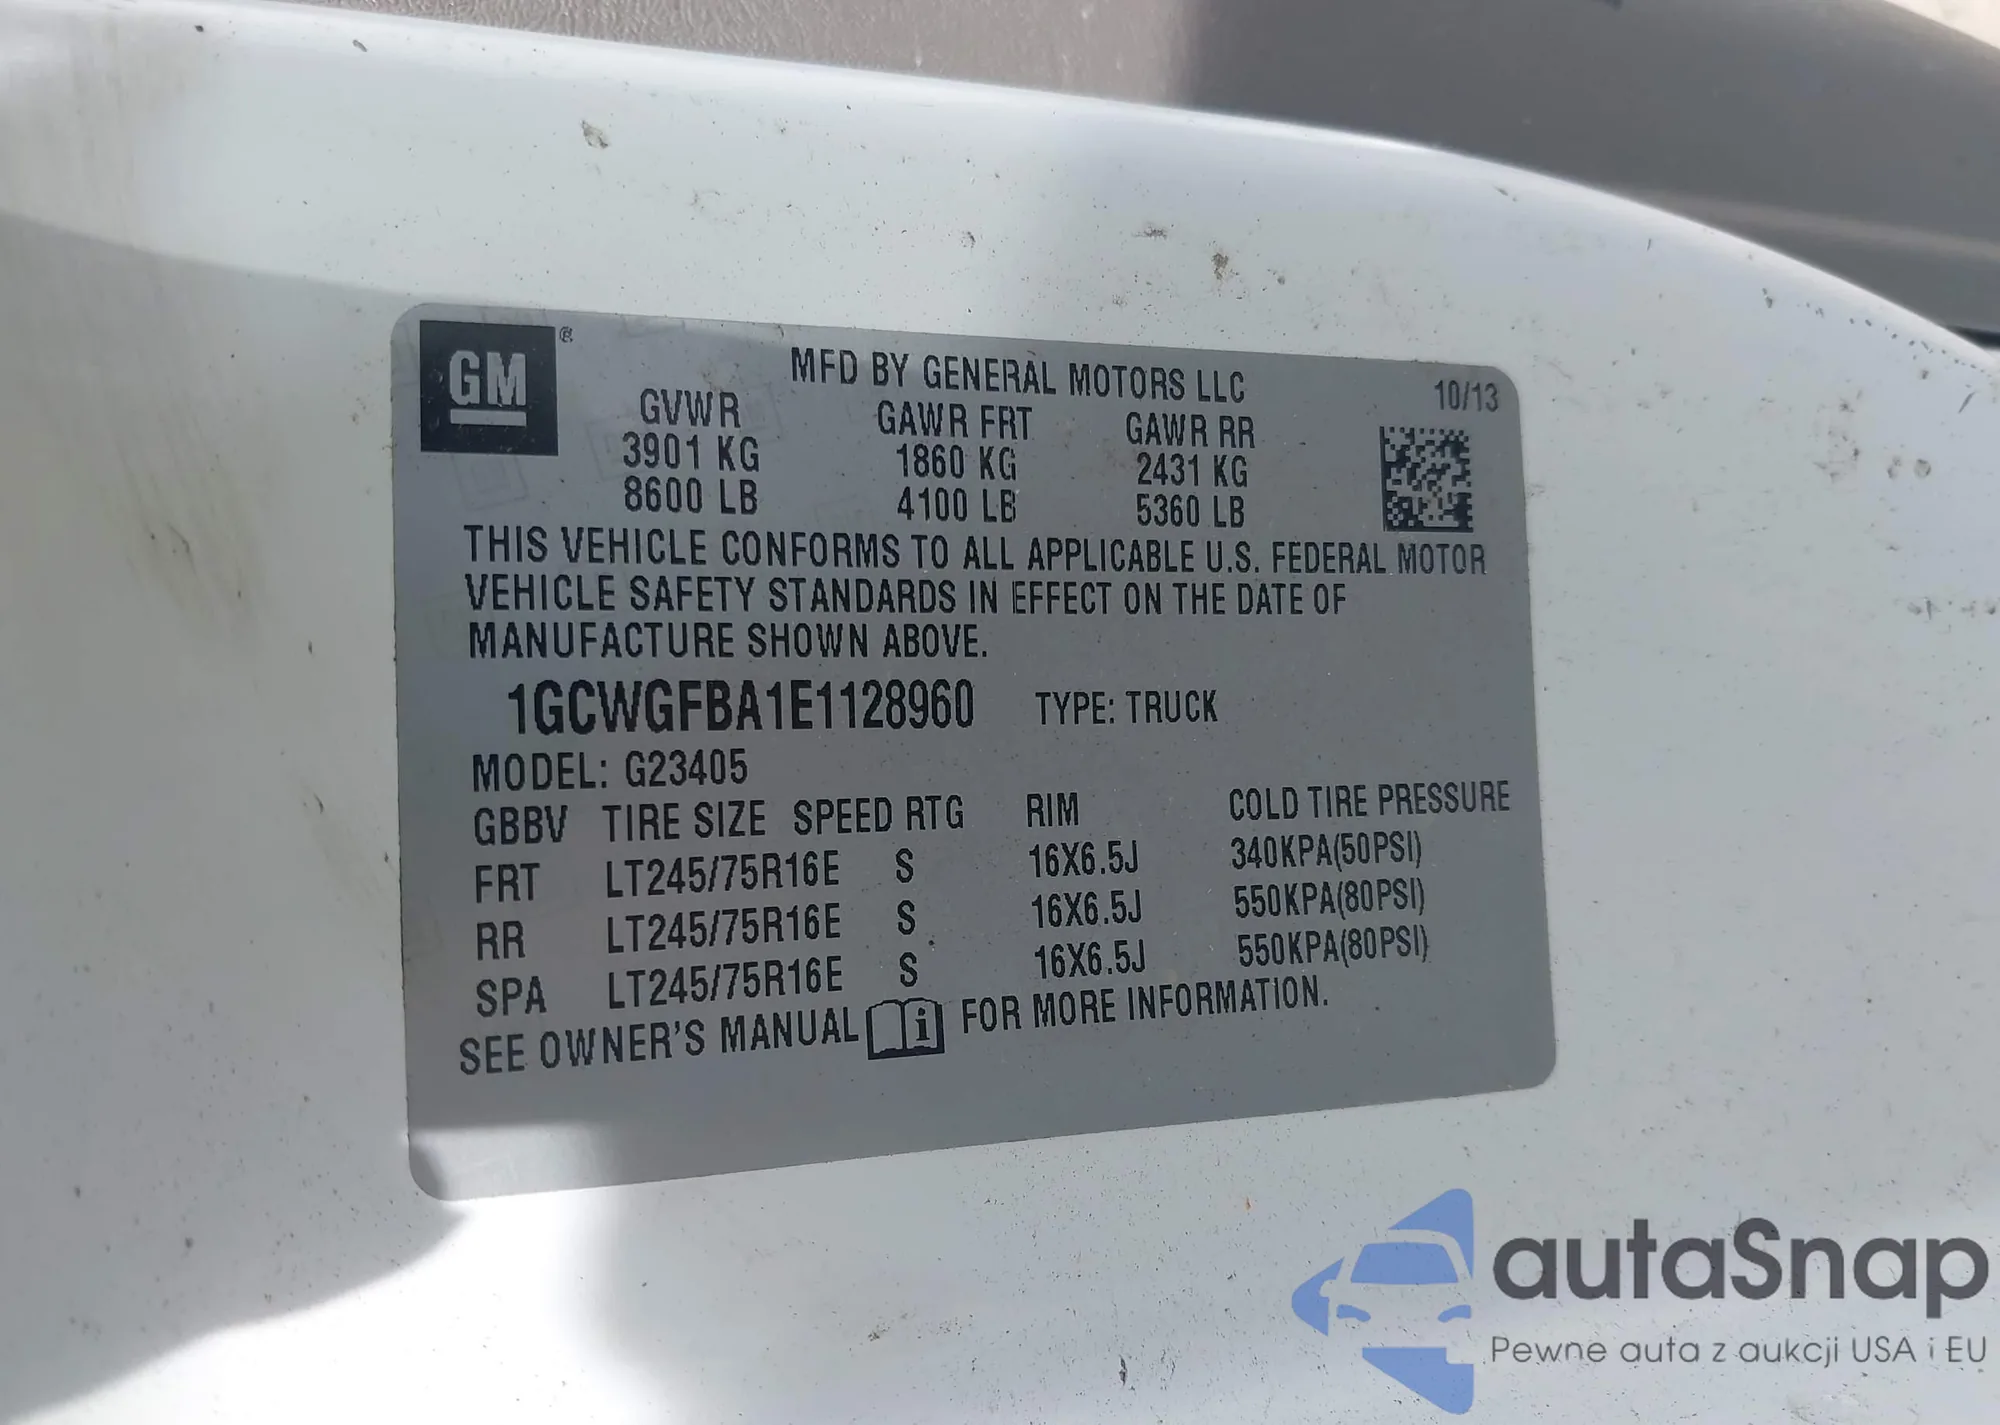 GM ®
MFD BY GENERAL MOTORS LLC 10/13
GVWR GAWR FRT GAWR RR
3901 KG 1860 KG 2431 KG
8600 LB 4100 LB 5360 LB
THIS VEHICLE CONFORMS TO ALL APPLICABLE U.S. FEDERAL MOTOR
VEHICLE SAFETY STANDARDS IN EFFECT ON THE DATE OF
MANUFACTURE SHOWN ABOVE.
1GCWGFBA1E1128960 TYPE: TRUCK
MODEL: G23405
GBBV TIRE SIZE SPEED RTG RIM COLD TIRE PRESSURE
FRT LT245/75R16E S 16X6.5J 340KPA(50PSI)
RR LT245/75R16E S 16X6.5J 550KPA(80PSI)
SPA LT245/75R16E S 16X6.5J 550KPA(80PSI)
SEE OWNER'S MANUAL i FOR MORE INFORMATION.
autaSnap
Pewne auta z aukcji USA i EU